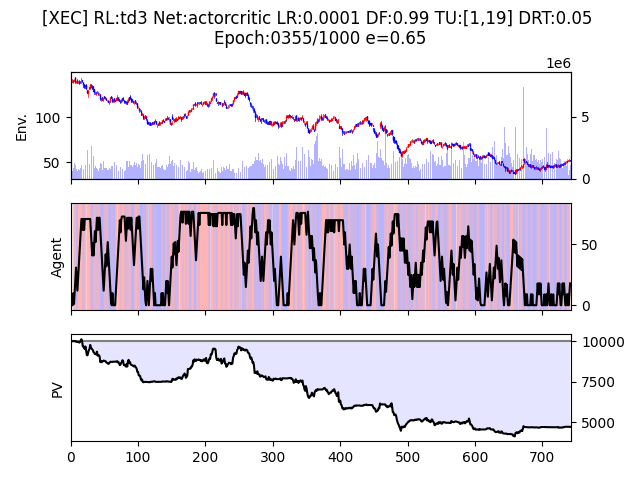 [XEC] RL:td3 Net:actorcritic LR:0.0001 DF:0.99 TU:[1,19] DRT:0.05
Epoch:0355/1000 e=0.65
1e6
Env.
100
50
5
0
Agent
50
0
PV
10000
7500
5000
0 100 200 300 400 500 600 700